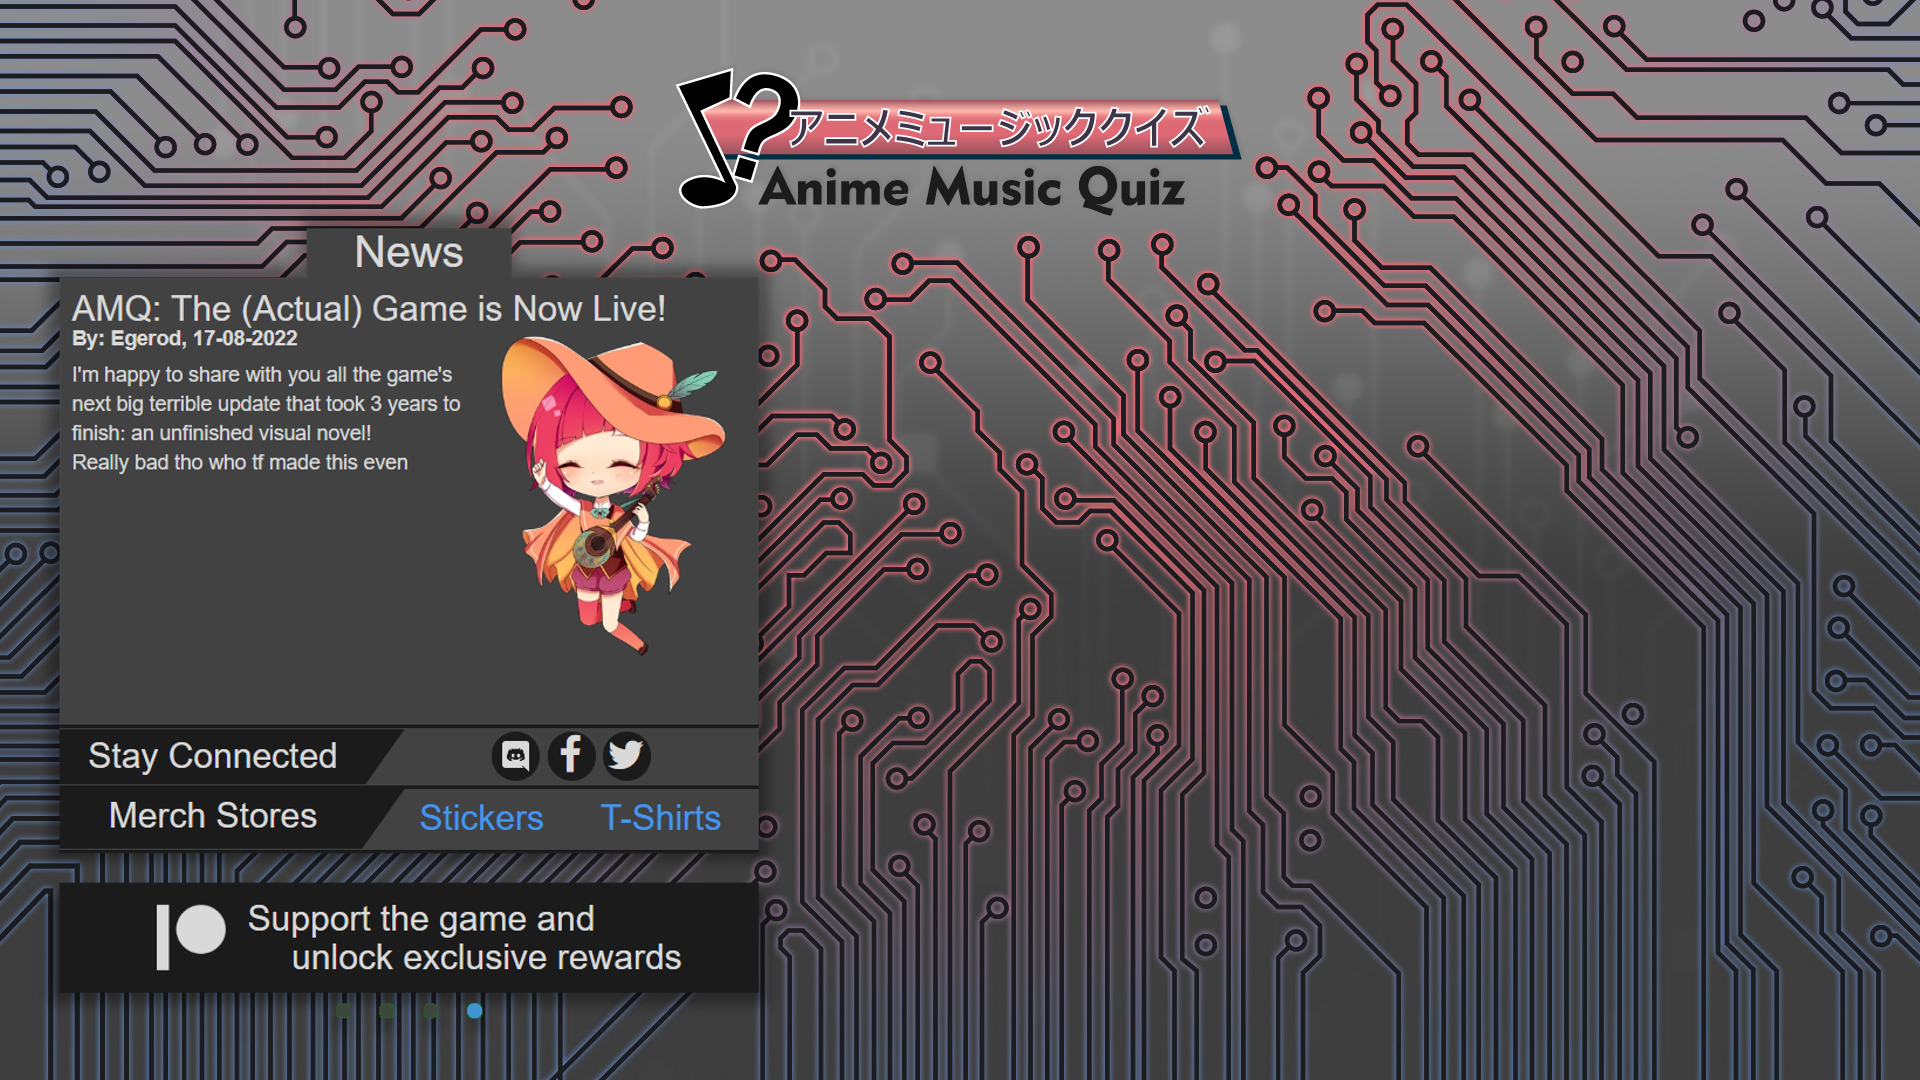 アニメミュージッククイズ
Anime Music Quiz
News
AMQ: The (Actual) Game is Now Live!
By: Egerod, 17-08-2022
I'm happy to share with you all the game's
next big terrible update that took 3 years to
finish: an unfinished visual novel!
Really bad tho who tf made this even
Stay Connected
Merch Stores
Stickers
T-Shirts
Support the game and
unlock exclusive rewards